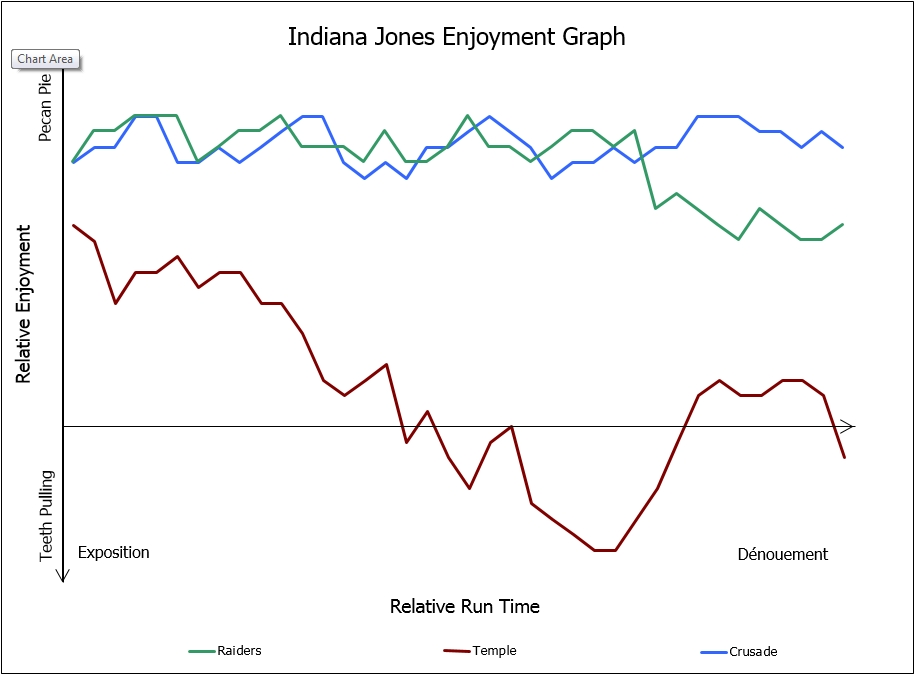 Indiana Jones Enjoyment Graph
Chart Area
Pecan Pie
Relative Enjoyment
Teeth Pulling
Exposition
Dénouement
Relative Run Time
Raiders
Temple
Crusade